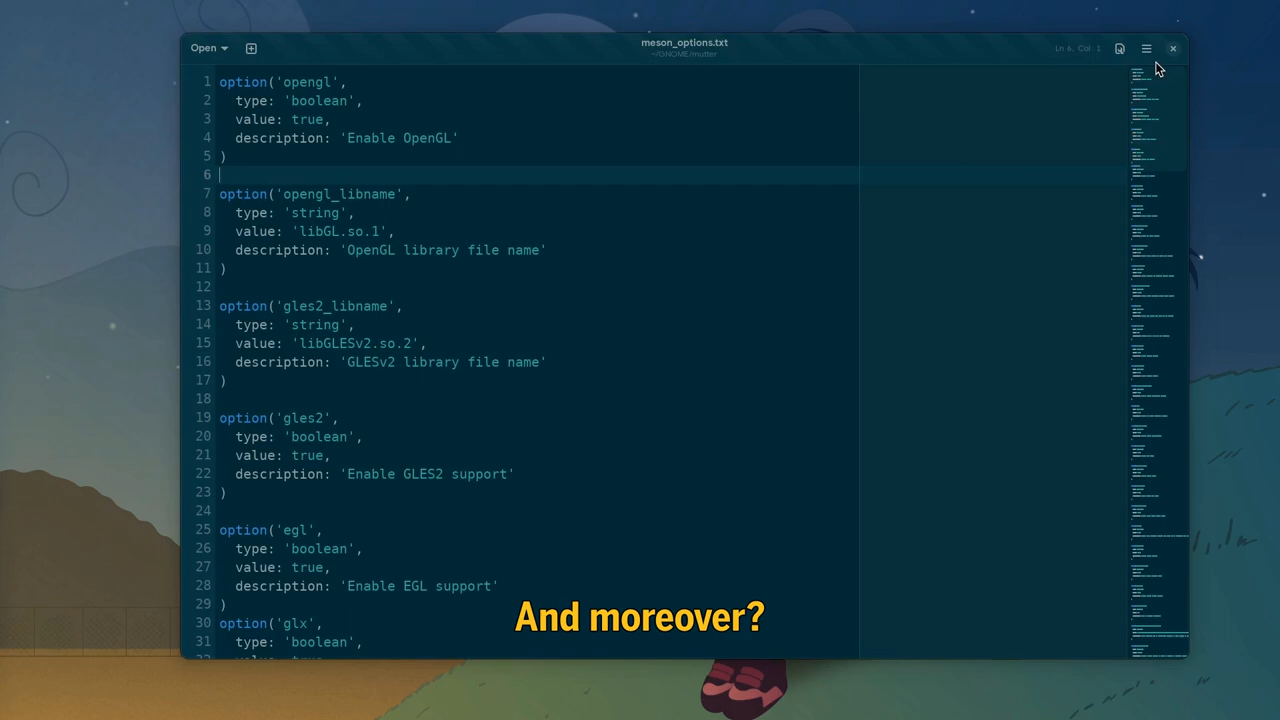 Open
meson_options.txt
~/GNOME/mutter
Ln 6, Col 1
1 option('opengl',
2 type: 'boolean',
3 value: true,
4 description: 'Enable OpenGL'
5 )
6
7 option('opengl_libname',
8 type: 'string',
9 value: 'libGL.so.1',
10 description: 'OpenGL library file name'
11 )
12
13 option('gles2_libname',
14 type: 'string',
15 value: 'libGLESv2.so.2',
16 description: 'GLESv2 library file name'
17 )
18
19 option('gles2',
20 type: 'boolean',
21 value: true,
22 description: 'Enable GLES2 support'
23 )
24
25 option('egl',
26 type: 'boolean',
27 value: true,
28 description: 'Enable EGL support'
29 )
30 option('glx',
31 type: 'boolean',
And moreover?